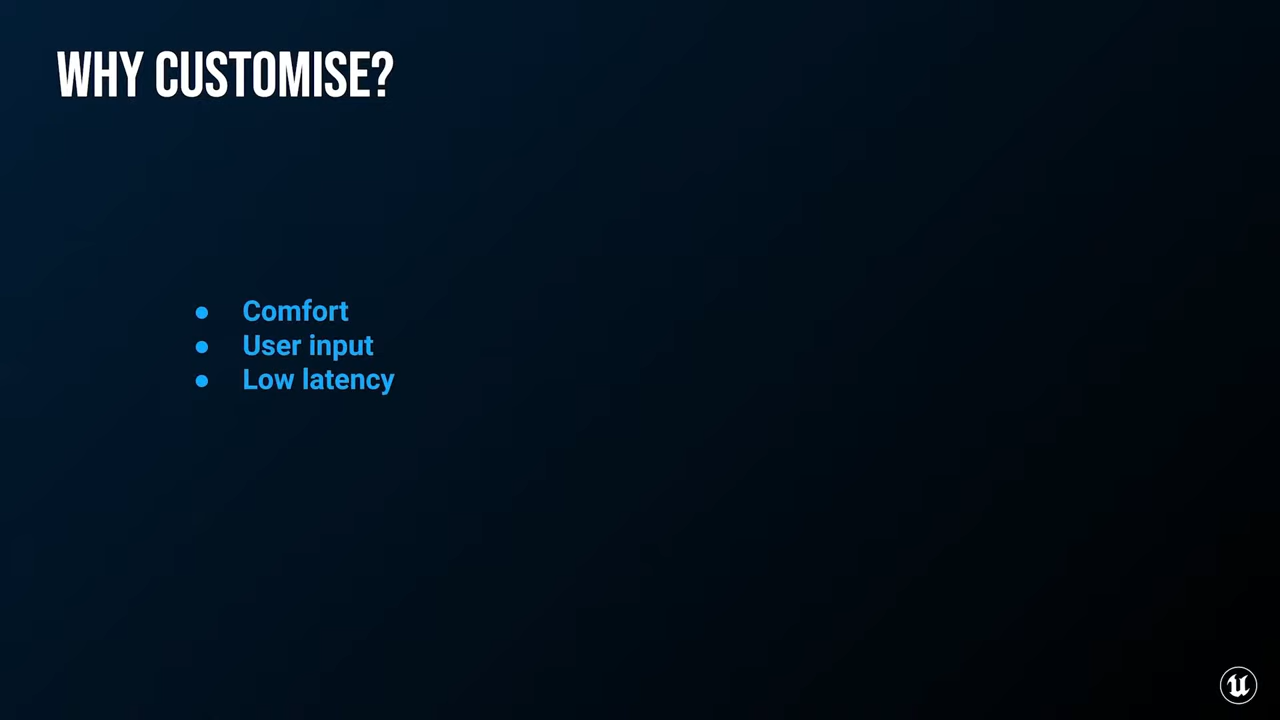 WHY CUSTOMISE?
● Comfort
● User input
● Low latency